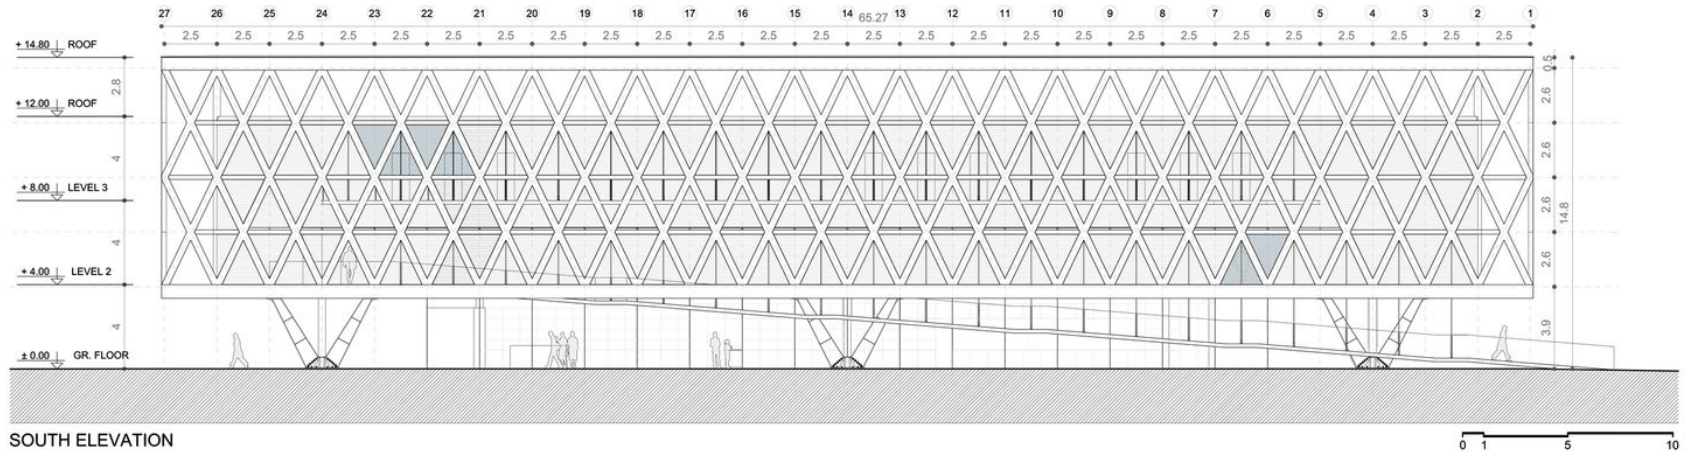 27 26 25 24 23 22 21 20 19 18 17 16 15 14 13 12 11 10 9 8 7 6 5 4 3 2 1
65.27
2.5 2.5 2.5 2.5 2.5 2.5 2.5 2.5 2.5 2.5 2.5 2.5 2.5 2.5 2.5 2.5 2.5 2.5 2.5 2.5 2.5 2.5 2.5 2.5 2.5 2.5
+ 14.80 ROOF
0.5
2.8
2.6
+ 12.00 ROOF
4
2.6
+ 8.00 LEVEL 3
2.6
14.8
4
2.6
+ 4.00 LEVEL 2
4
3.9
± 0.00 GR. FLOOR
SOUTH ELEVATION
0 1 5 10